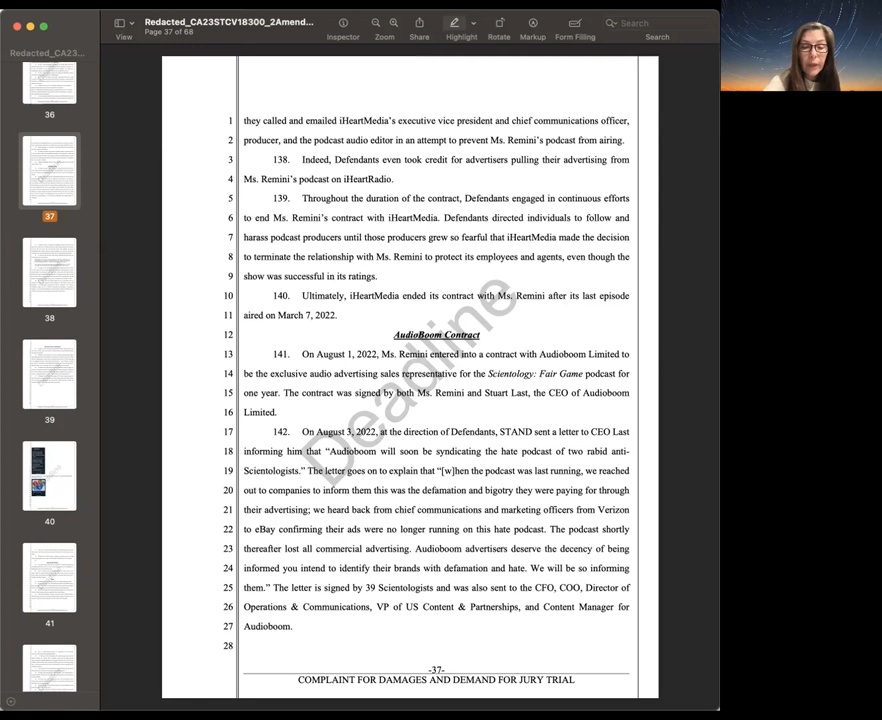 Redacted_CA23STCV18300_2Amend...
Page 37 of 68
View
Inspector
Zoom
Share
Highlight
Rotate
Markup
Form Filling
Search
Search
Redacted_CA23...
36
37
38
39
40
41
1 they called and emailed iHeartMedia's executive vice president and chief communications officer,
2 producer, and the podcast audio editor in an attempt to prevent Ms. Remini's podcast from airing.
3 138. Indeed, Defendants even took credit for advertisers pulling their advertising from
4 Ms. Remini's podcast on iHeartRadio.
5 139. Throughout the duration of the contract, Defendants engaged in continuous efforts
6 to end Ms. Remini's contract with iHeartMedia. Defendants directed individuals to follow and
7 harass podcast producers until those producers grew so fearful that iHeartMedia made the decision
8 to terminate the relationship with Ms. Remini to protect its employees and agents, even though the
9 show was successful in its ratings.
10 140. Ultimately, iHeartMedia ended its contract with Ms. Remini after its last episode
11 aired on March 7, 2022.
12 AudioBoom Contract
13 141. On August 1, 2022, Ms. Remini entered into a contract with Audioboom Limited to
14 be the exclusive audio advertising sales representative for the Scientology: Fair Game podcast for
15 one year. The contract was signed by both Ms. Remini and Stuart Last, the CEO of Audioboom
16 Limited.
17 142. On August 3, 2022, at the direction of Defendants, STAND sent a letter to CEO Last
18 informing him that “Audioboom will soon be syndicating the hate podcast of two rabid anti-
19 Scientologists.” The letter goes on to explain that “[w]hen the podcast was last running, we reached
20 out to companies to inform them this was the defamation and bigotry they were paying for through
21 their advertising; we heard back from chief communications and marketing officers from Verizon
22 to eBay confirming their ads were no longer running on this hate podcast. The podcast shortly
23 thereafter lost all commercial advertising. Audioboom advertisers deserve the decency of being
24 informed you intend to identify their brands with defamation and hate. We will be so informing
25 them.” The letter is signed by 39 Scientologists and was also sent to the CFO, COO, Director of
26 Operations & Communications, VP of US Content & Partnerships, and Content Manager for
27 Audioboom.
28
Deadline
-37-
COMPLAINT FOR DAMAGES AND DEMAND FOR JURY TRIAL